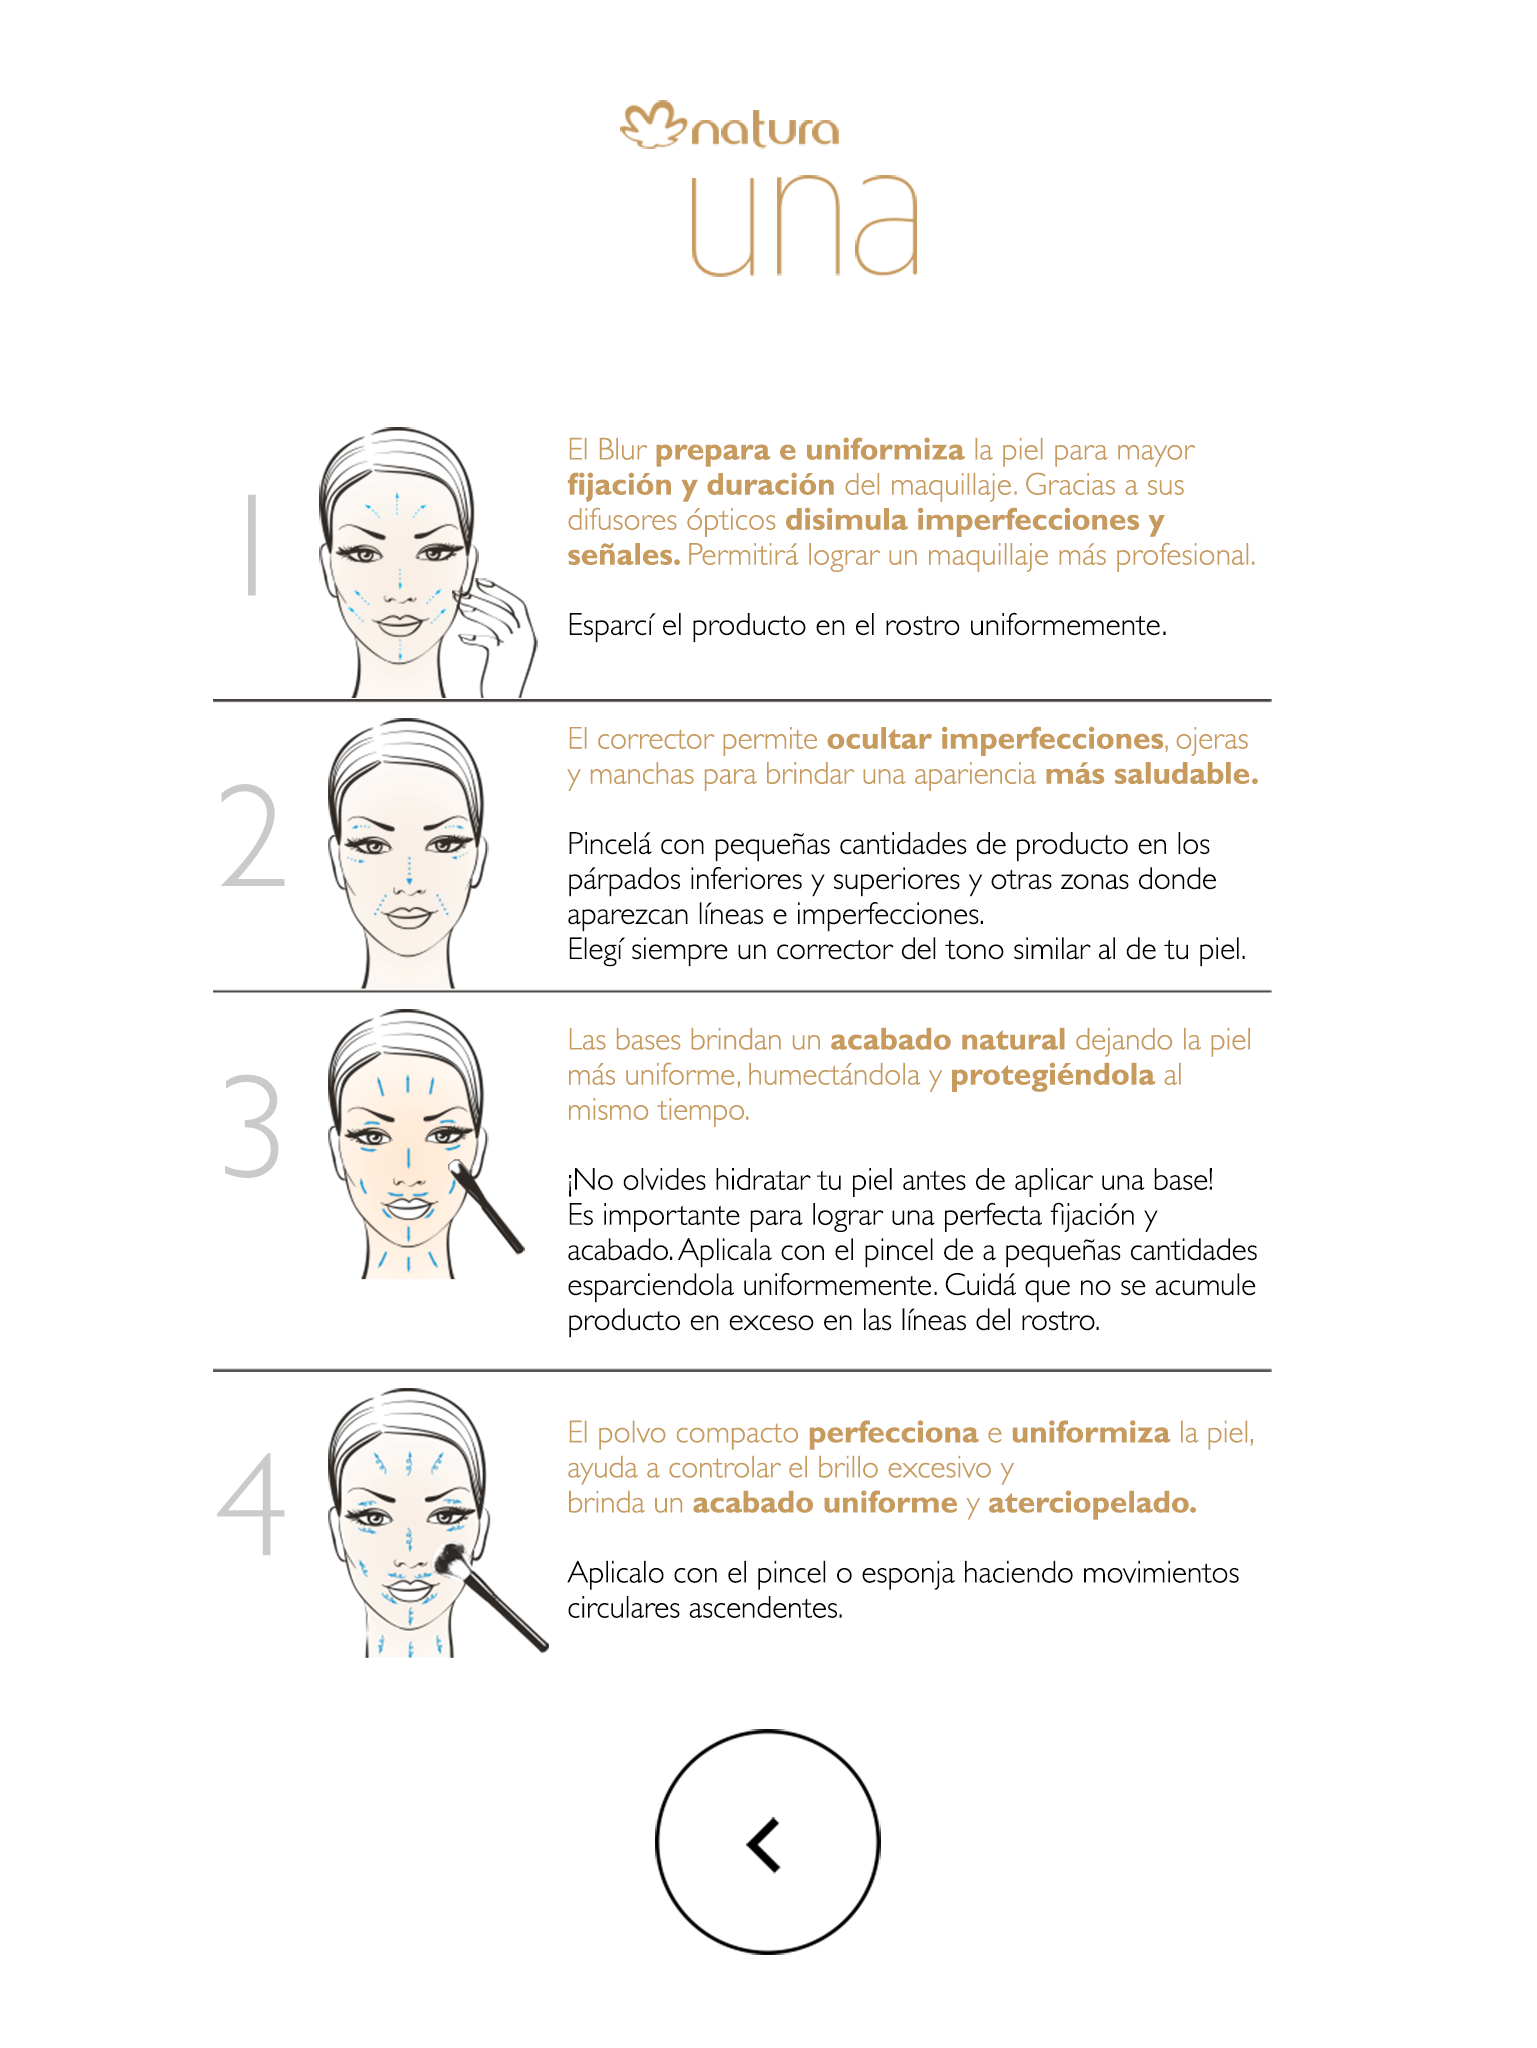 natura
una
1
El Blur prepara e uniformiza la piel para mayor
fijación y duración del maquillaje. Gracias a sus
difusores ópticos disimula imperfecciones y
señales. Permitirá lograr un maquillaje más profesional.
Esparcí el producto en el rostro uniformemente.
2
El corrector permite ocultar imperfecciones, ojeras
y manchas para brindar una apariencia más saludable.
Pincelá con pequeñas cantidades de producto en los
párpados inferiores y superiores y otras zonas donde
aparezcan líneas e imperfecciones.
Elegí siempre un corrector del tono similar al de tu piel.
3
Las bases brindan un acabado natural dejando la piel
más uniforme, humectándola y protegiéndola al
mismo tiempo.
¡No olvides hidratar tu piel antes de aplicar una base!
Es importante para lograr una perfecta fijación y
acabado. Aplicala con el pincel de a pequeñas cantidades
esparciendola uniformemente. Cuidá que no se acumule
producto en exceso en las líneas del rostro.
4
El polvo compacto perfecciona e uniformiza la piel,
ayuda a controlar el brillo excesivo y
brinda un acabado uniforme y aterciopelado.
Aplicalo con el pincel o esponja haciendo movimientos
circulares ascendentes.